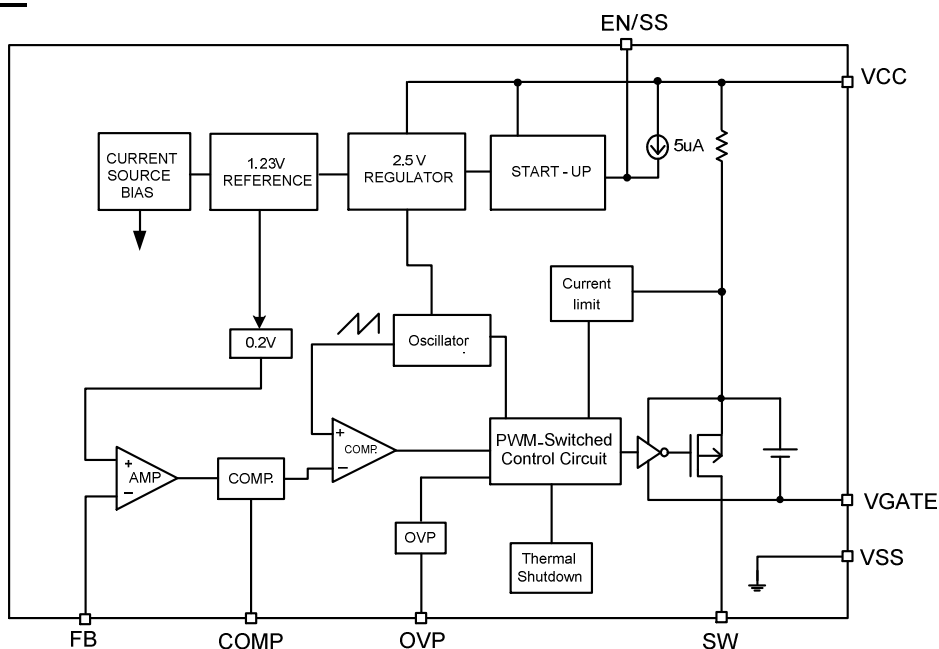 EN/SS
VCC
5uA
CURRENT
SOURCE
BIAS
1.23V
REFERENCE
2.5V
REGULATOR
START-UP
Current
limit
0.2V
Oscillator
+
COMP.
−
PWM-Switched
Control Circuit
+
AMP
−
COMP.
VGATE
OVP
Thermal
Shutdown
VSS
FB
COMP
OVP
SW